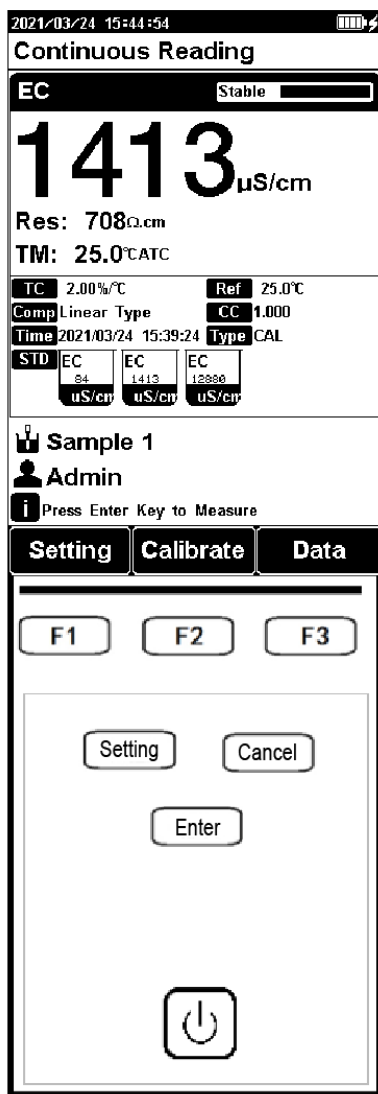 2021/03/24 15:44:54
Continuous Reading
EC Stable
1413 µS/cm
Res: 708Ω.cm
TM: 25.0℃ATC
TC 2.00%/℃ Ref 25.0℃
Comp Linear Type CC 1.000
Time 2021/03/24 15:39:24 Type CAL
STD EC EC EC
84 1413 12880
uS/cm uS/cm uS/cm
Sample 1
Admin
i Press Enter Key to Measure
Setting Calibrate Data
F1 F2 F3
Setting Cancel
Enter